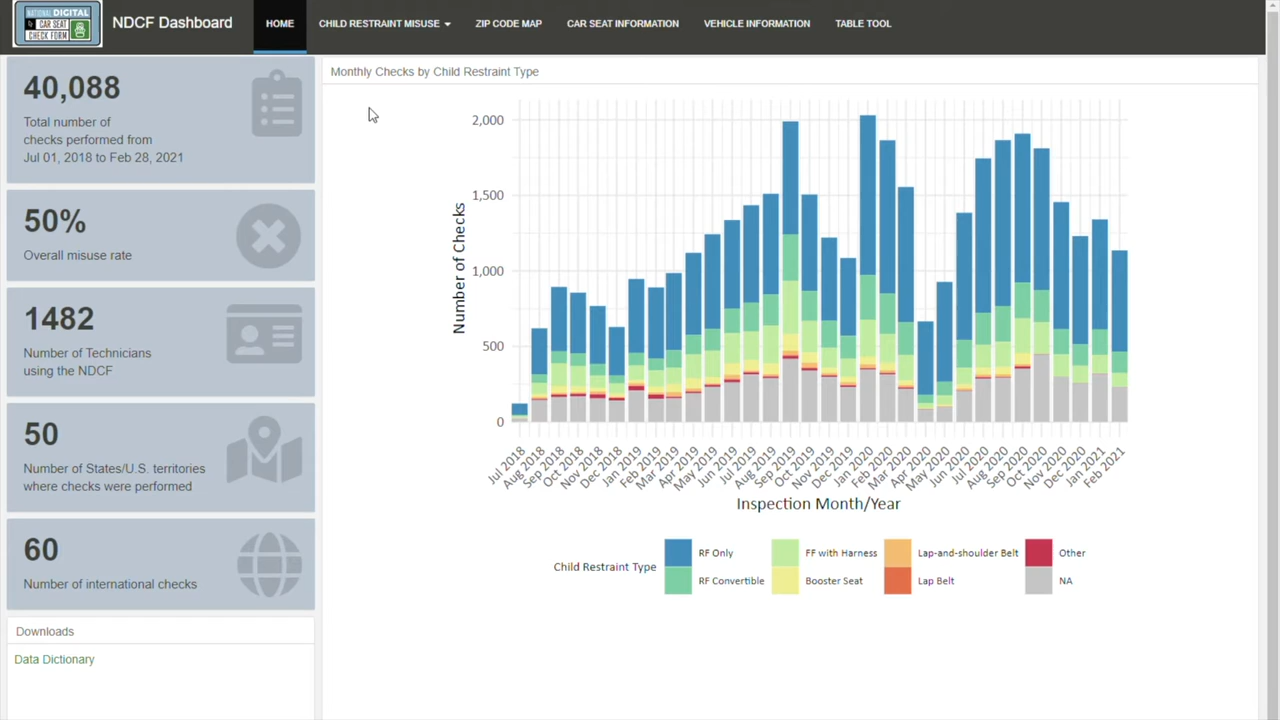 NATIONAL DIGITAL
CAR SEAT
CHECK FORM
NDCF Dashboard
HOME
CHILD RESTRAINT MISUSE
ZIP CODE MAP
CAR SEAT INFORMATION
VEHICLE INFORMATION
TABLE TOOL
40,088
Total number of
checks performed from
Jul 01, 2018 to Feb 28, 2021
50%
Overall misuse rate
1482
Number of Technicians
using the NDCF
50
Number of States/U.S. territories
where checks were performed
60
Number of international checks
Downloads
Data Dictionary
Monthly Checks by Child Restraint Type
Number of Checks
2,000
1,500
1,000
500
0
Jul 2018
Aug 2018
Sep 2018
Oct 2018
Nov 2018
Dec 2018
Jan 2019
Feb 2019
Mar 2019
Apr 2019
May 2019
Jun 2019
Jul 2019
Aug 2019
Sep 2019
Oct 2019
Nov 2019
Dec 2019
Jan 2020
Feb 2020
Mar 2020
Apr 2020
May 2020
Jun 2020
Jul 2020
Aug 2020
Sep 2020
Oct 2020
Nov 2020
Dec 2020
Jan 2021
Feb 2021
Inspection Month/Year
Child Restraint Type
RF Only
FF with Harness
Lap-and-shoulder Belt
Other
RF Convertible
Booster Seat
Lap Belt
NA